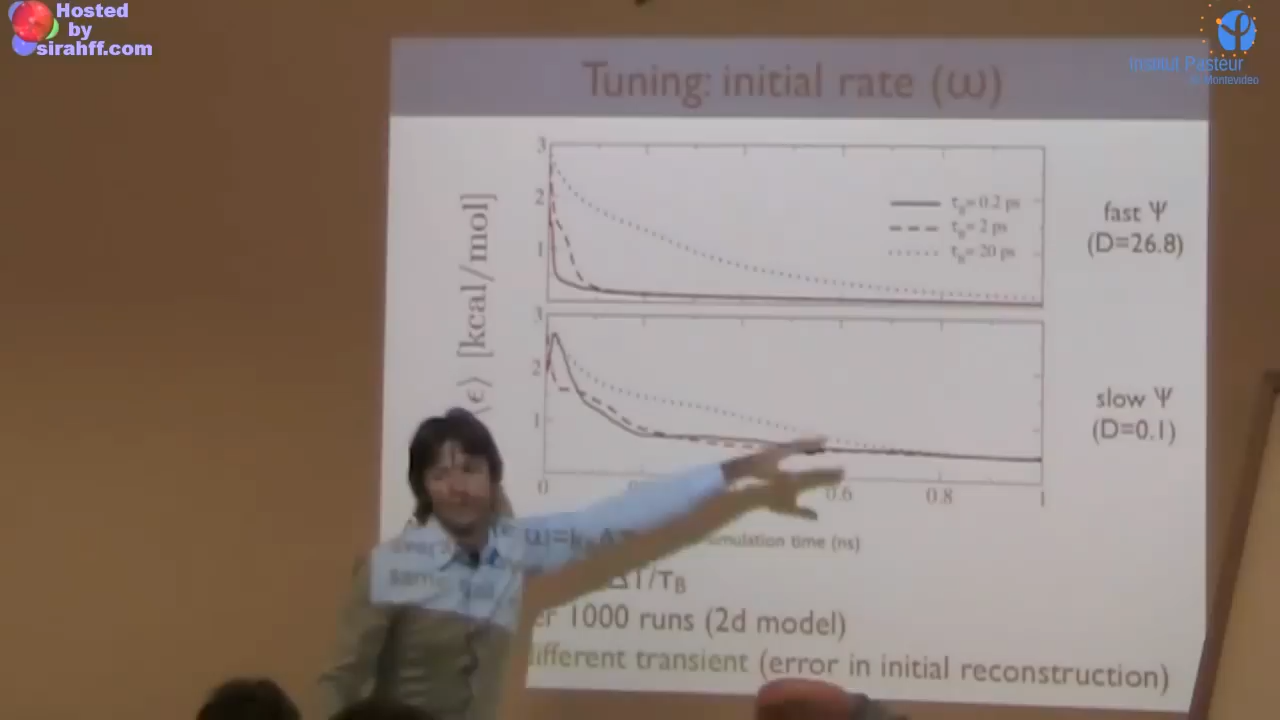 Hosted
by
sirahff.com
Institut Pasteur
de Montevideo
Tuning: initial rate (ω)
3
2
1
τB= 0.2 ps
τB= 2 ps
τB= 20 ps
fast Ψ
(D=26.8)
⟨ϵ⟩ [kcal/mol]
3
2
1
slow Ψ
(D=0.1)
0
0.6
0.8
1
simulation time (ns)
ΔT/τB
1000 runs (2d model)
different transient (error in initial reconstruction)